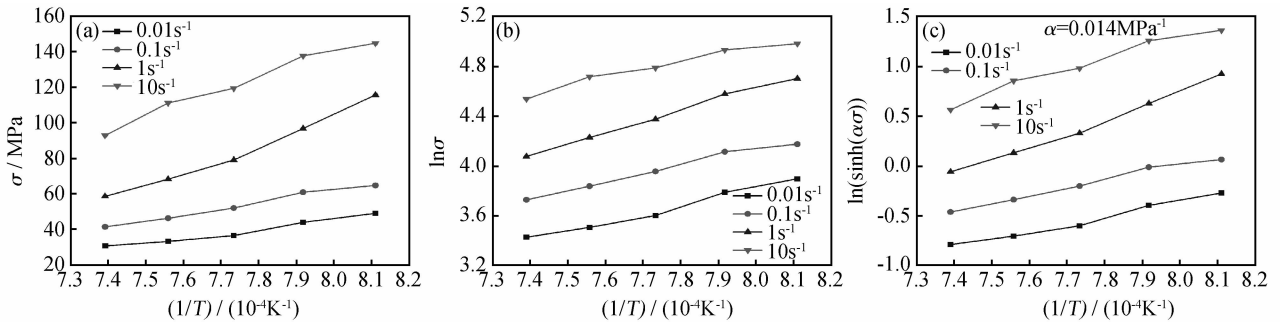 (a)
0.01s⁻¹
0.1s⁻¹
1s⁻¹
10s⁻¹
160
140
120
100
80
60
40
20
σ / MPa
7.3 7.4 7.5 7.6 7.7 7.8 7.9 8.0 8.1 8.2
(1/T) / (10⁻⁴K⁻¹)
(b)
5.2
4.8
4.4
4.0
3.6
3.2
lnσ
0.01s⁻¹
0.1s⁻¹
1s⁻¹
10s⁻¹
7.3 7.4 7.5 7.6 7.7 7.8 7.9 8.0 8.1 8.2
(1/T) / (10⁻⁴K⁻¹)
(c)
α=0.014MPa⁻¹
0.01s⁻¹
0.1s⁻¹
1s⁻¹
10s⁻¹
1.5
1.0
0.5
0.0
-0.5
-1.0
ln(sinh(ασ))
7.3 7.4 7.5 7.6 7.7 7.8 7.9 8.0 8.1 8.2
(1/T) / (10⁻⁴K⁻¹)